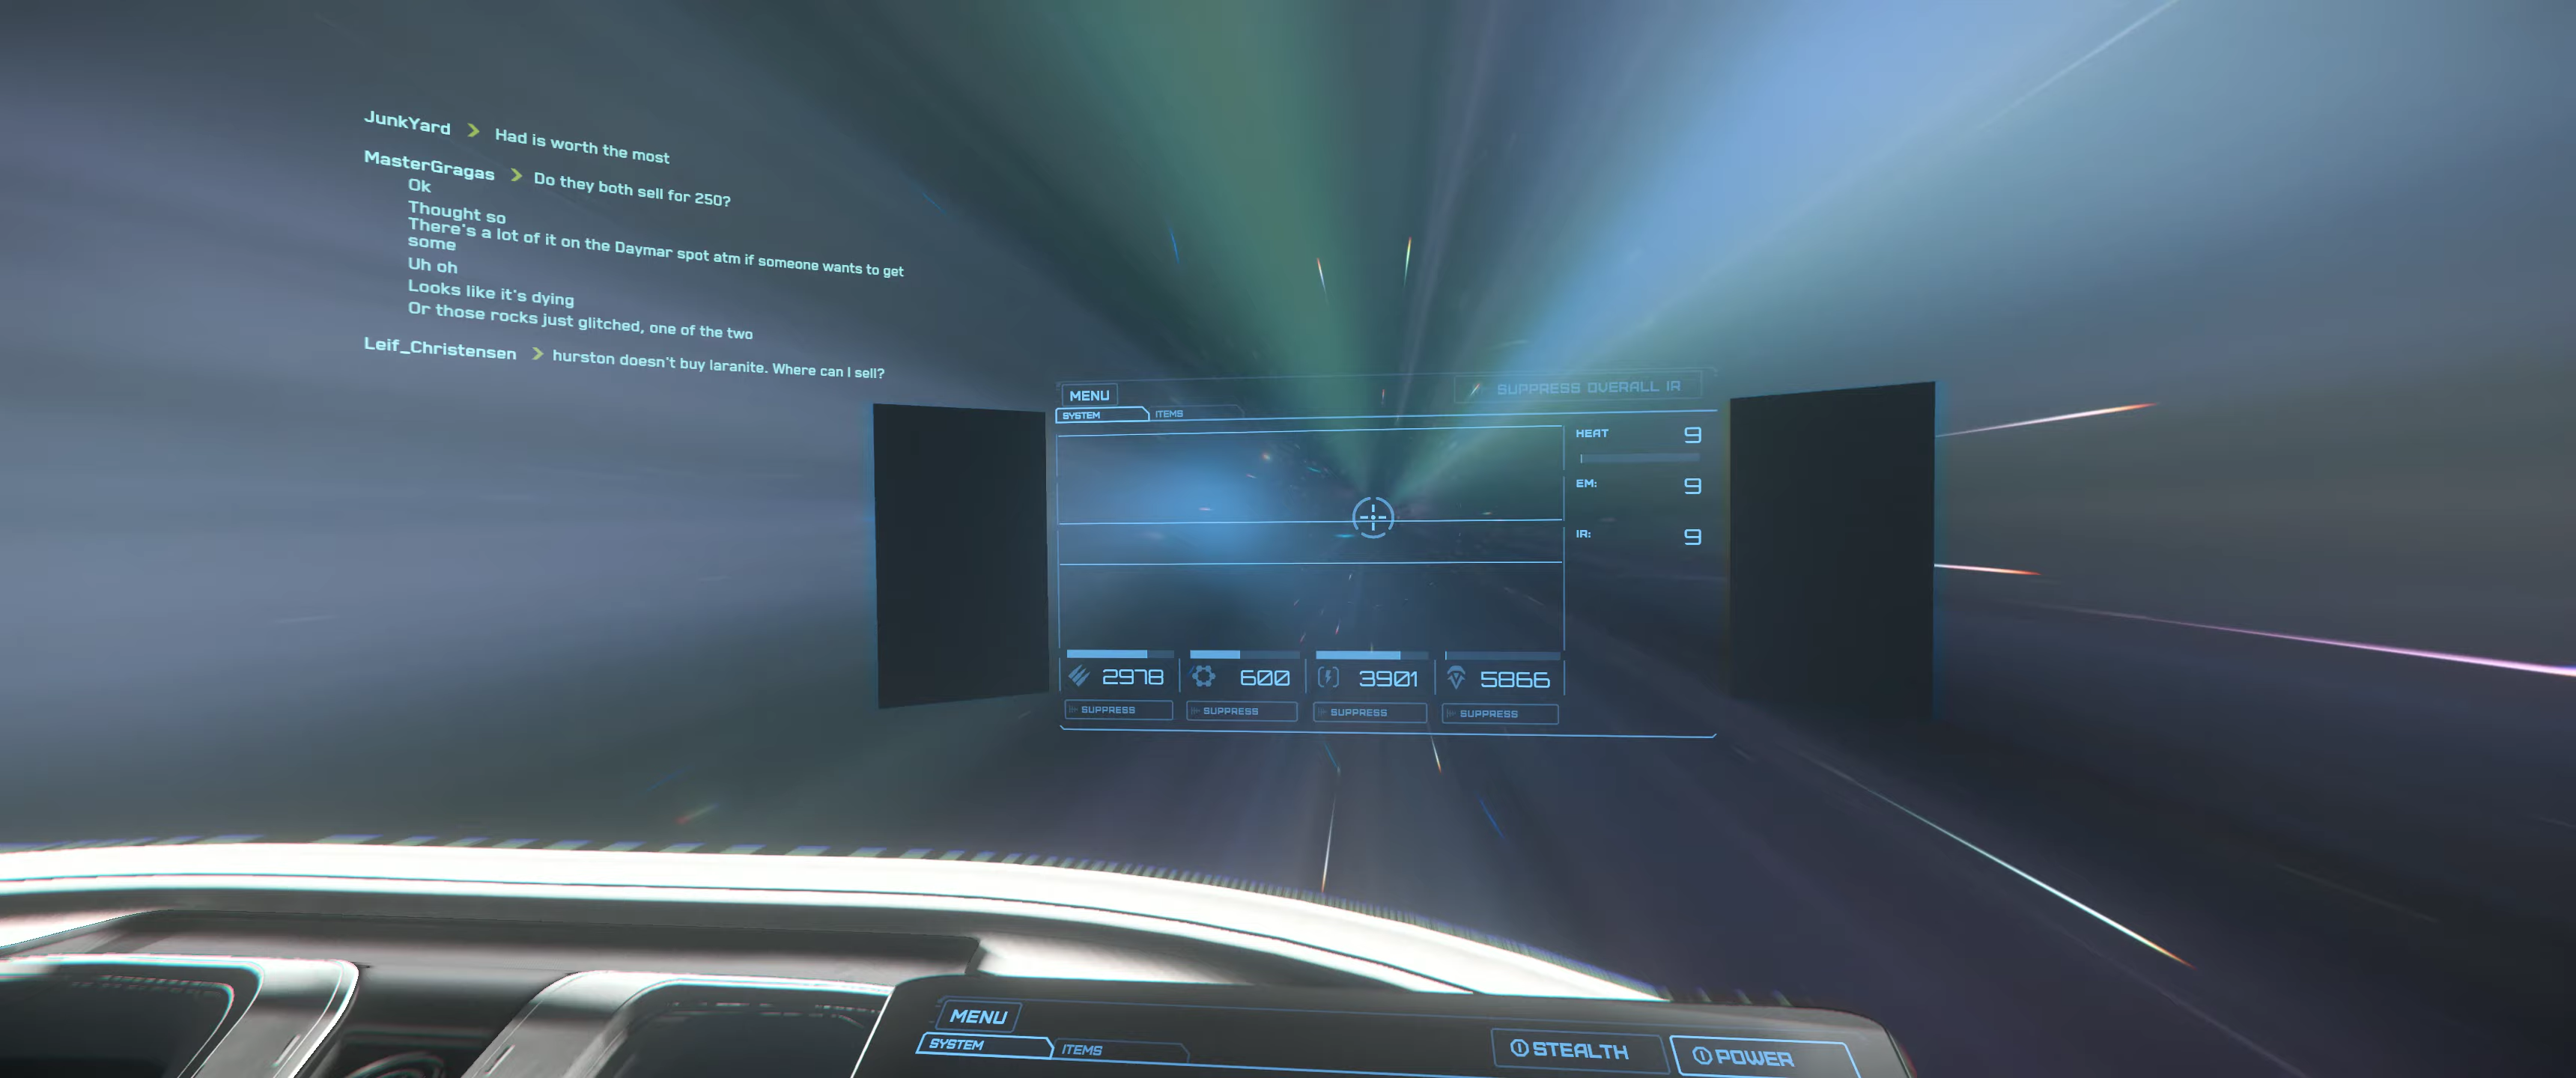 JunkYard > Had is worth the most
MasterGragas > Do they both sell for 250?
Ok
Thought so
There's a lot of it on the Daymar spot atm if someone wants to get
some
Uh oh
Looks like it's dying
Or those rocks just glitched, one of the two
Leif_Christensen > hurston doesn't buy laranite. Where can I sell?
MENU
SUPPRESS OVERALL IR
SYSTEM ITEMS
HEAT 9
EM: 9
IR: 9
2978 600 3901 5866
SUPPRESS SUPPRESS SUPPRESS SUPPRESS
MENU
SYSTEM ITEMS STEALTH POWER